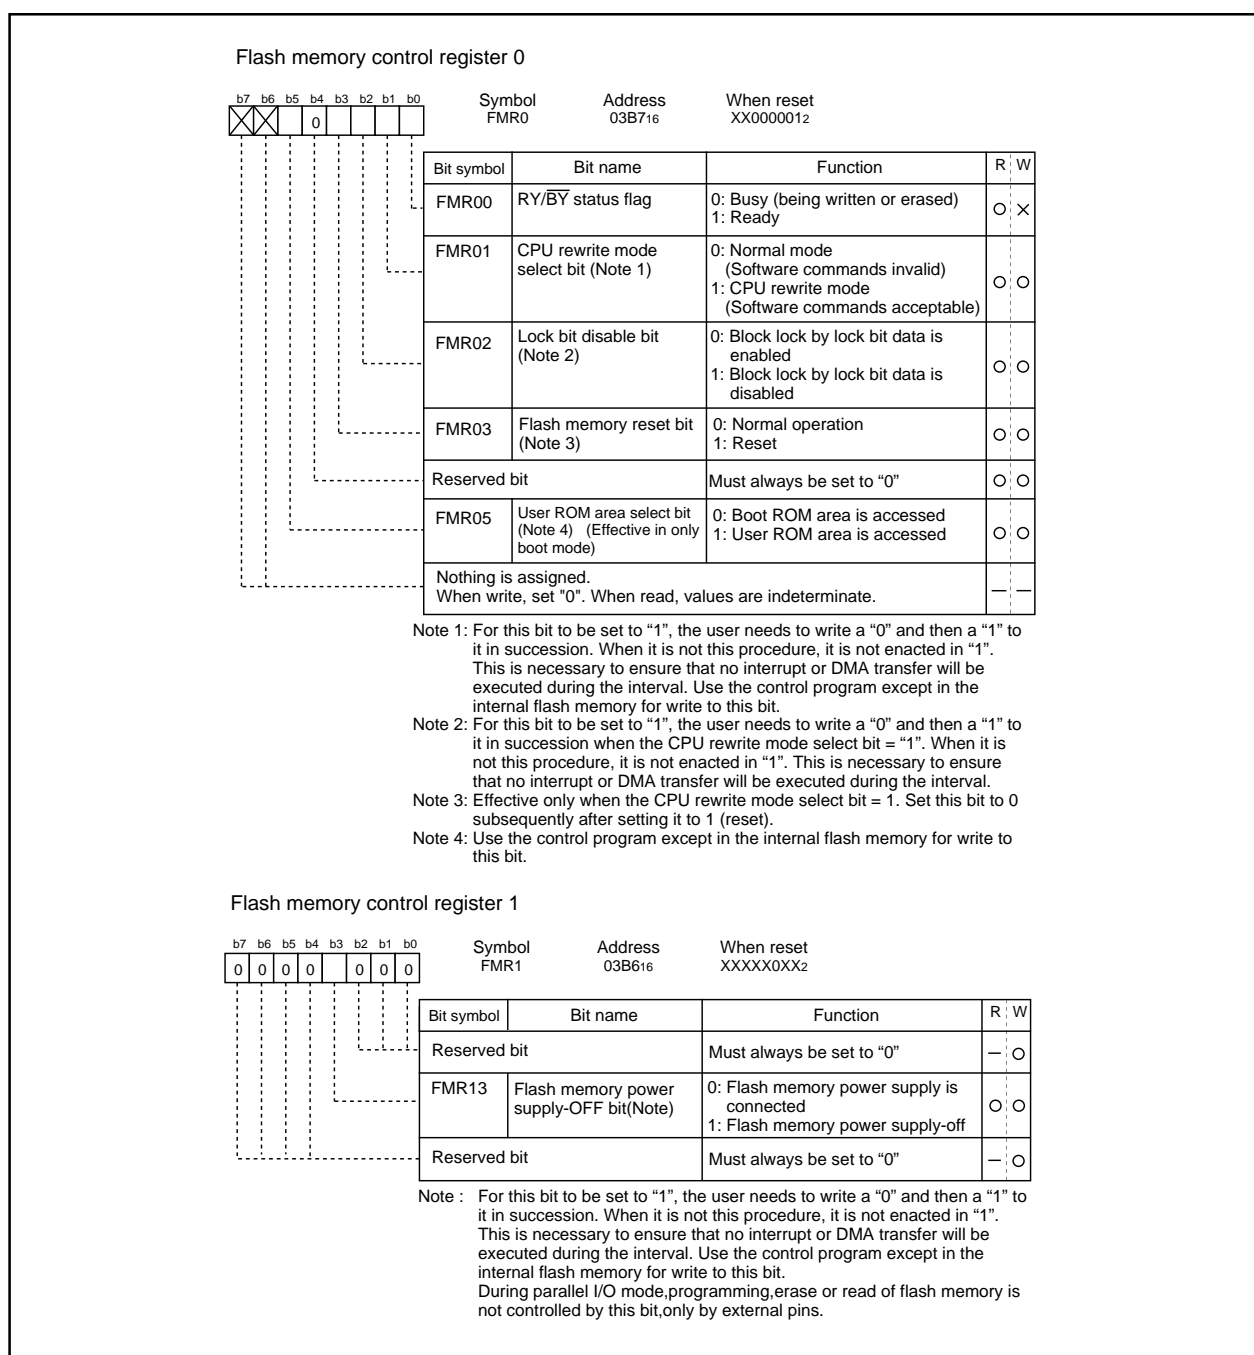 Flash memory control register 0
b7 b6 b5 b4 b3 b2 b1 b0
0
Symbol Address When reset
FMR0 03B716 XX0000012
Bit symbol Bit name Function R W
FMR00 RY/BY status flag 0: Busy (being written or erased)
1: Ready
FMR01 CPU rewrite mode 0: Normal mode
select bit (Note 1) (Software commands invalid)
1: CPU rewrite mode
(Software commands acceptable)
FMR02 Lock bit disable bit 0: Block lock by lock bit data is
(Note 2) enabled
1: Block lock by lock bit data is
disabled
FMR03 Flash memory reset bit 0: Normal operation
(Note 3) 1: Reset
Reserved bit Must always be set to “0”
FMR05 User ROM area select bit 0: Boot ROM area is accessed
(Note 4) (Effective in only 1: User ROM area is accessed
boot mode)
Nothing is assigned.
When write, set "0". When read, values are indeterminate.
Note 1: For this bit to be set to “1”, the user needs to write a “0” and then a “1” to
it in succession. When it is not this procedure, it is not enacted in “1”.
This is necessary to ensure that no interrupt or DMA transfer will be
executed during the interval. Use the control program except in the
internal flash memory for write to this bit.
Note 2: For this bit to be set to “1”, the user needs to write a “0” and then a “1” to
it in succession when the CPU rewrite mode select bit = “1”. When it is
not this procedure, it is not enacted in “1”. This is necessary to ensure
that no interrupt or DMA transfer will be executed during the interval.
Note 3: Effective only when the CPU rewrite mode select bit = 1. Set this bit to 0
subsequently after setting it to 1 (reset).
Note 4: Use the control program except in the internal flash memory for write to
this bit.
Flash memory control register 1
b7 b6 b5 b4 b3 b2 b1 b0
0 0 0 0 0 0 0
Symbol Address When reset
FMR1 03B616 XXXXX0XX2
Bit symbol Bit name Function R W
Reserved bit Must always be set to “0”
FMR13 Flash memory power 0: Flash memory power supply is
supply-OFF bit(Note) connected
1: Flash memory power supply-off
Reserved bit Must always be set to “0”
Note : For this bit to be set to “1”, the user needs to write a “0” and then a “1” to
it in succession. When it is not this procedure, it is not enacted in “1”.
This is necessary to ensure that no interrupt or DMA transfer will be
executed during the interval. Use the control program except in the
internal flash memory for write to this bit.
During parallel I/O mode,programming,erase or read of flash memory is
not controlled by this bit,only by external pins.